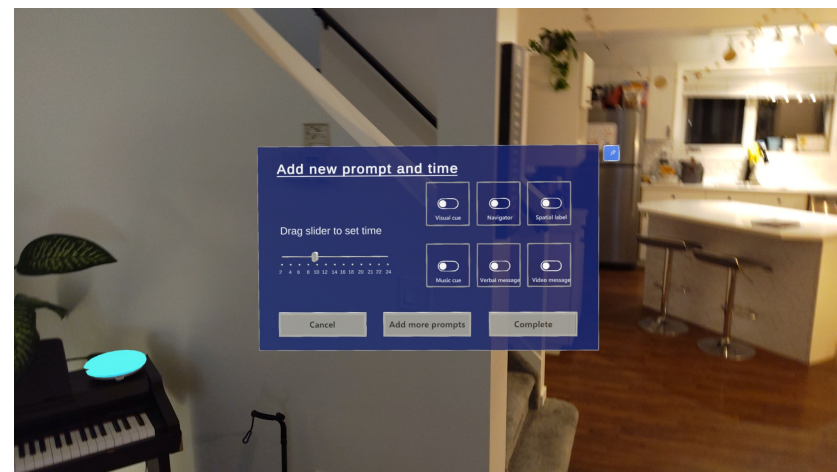 Add new prompt and time
Visual cue
Navigator
Spatial label
Drag slider to set time
2 4 6 8 10 12 14 16 18 20 21 22 24
Music cue
Verbal message
Video message
Cancel
Add more prompts
Complete